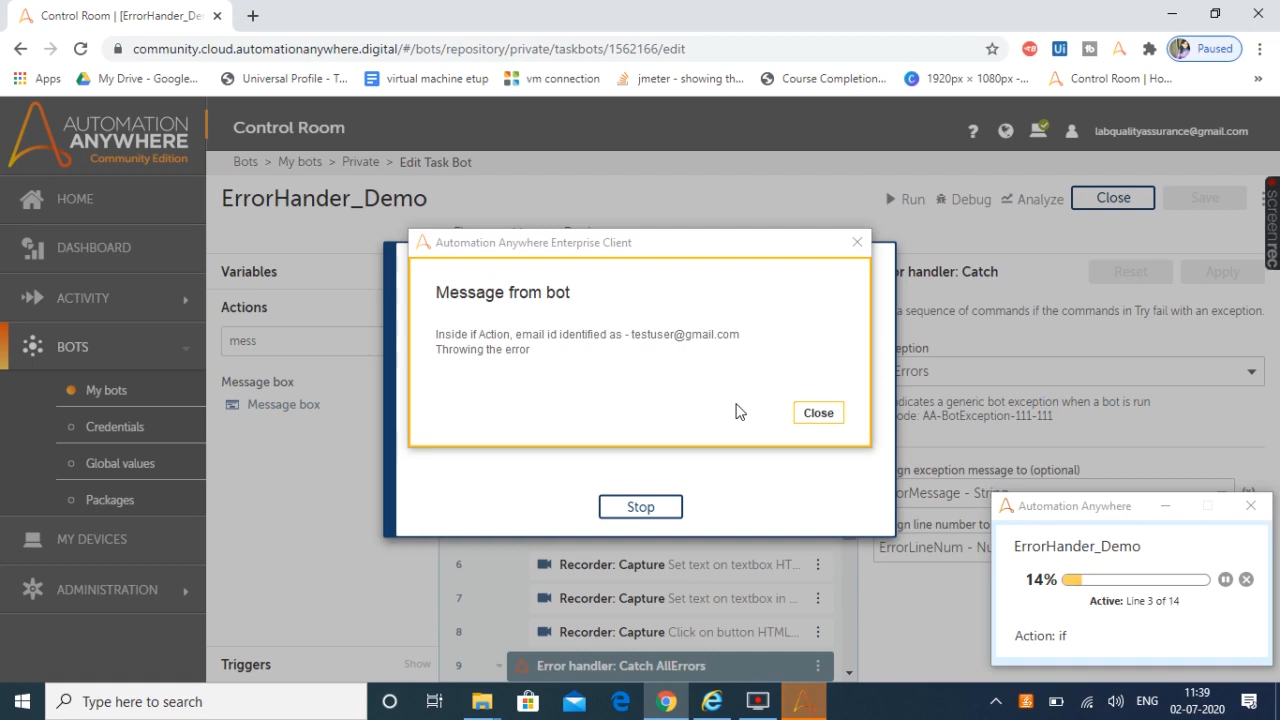 Control Room | [ErrorHander_De
community.cloud.automationanywhere.digital/#/bots/repository/private/taskbots/1562166/edit
Paused
Apps
My Drive - Google...
Universal Profile - T...
virtual machine etup
vm connection
jmeter - showing th...
Course Completion...
1920px × 1080px -...
Control Room | Ho...
AUTOMATION
ANYWHERE
Community Edition
Control Room
labqualityassurance@gmail.com
Bots > My bots > Private > Edit Task Bot
HOME
DASHBOARD
ACTIVITY
BOTS
My bots
Credentials
Global values
Packages
MY DEVICES
ADMINISTRATION
ErrorHander_Demo
Run
Debug
Analyze
Close
Save
Variables
Actions
mess
Message box
Message box
Triggers
Show
Automation Anywhere Enterprise Client
Message from bot
Inside if Action, email id identified as - testuser@gmail.com
Throwing the error
Close
Stop
6 Recorder: Capture Set text on textbox HT...
7 Recorder: Capture Set text on textbox in ...
8 Recorder: Capture Click on button HTML...
9 Error handler: Catch AllErrors
r handler: Catch
Reset
Apply
a sequence of commands if the commands in Try fail with an exception.
ception
Errors
ndicates a generic bot exception when a bot is run
ode: AA-BotException-111-111
gn exception message to (optional)
orMessage - Strin
gn line number to
ErrorLineNum - Nu
Automation Anywhere
ErrorHander_Demo
14%
Active: Line 3 of 14
Action: if
screenrec
Type here to search
ENG
11:39
02-07-2020